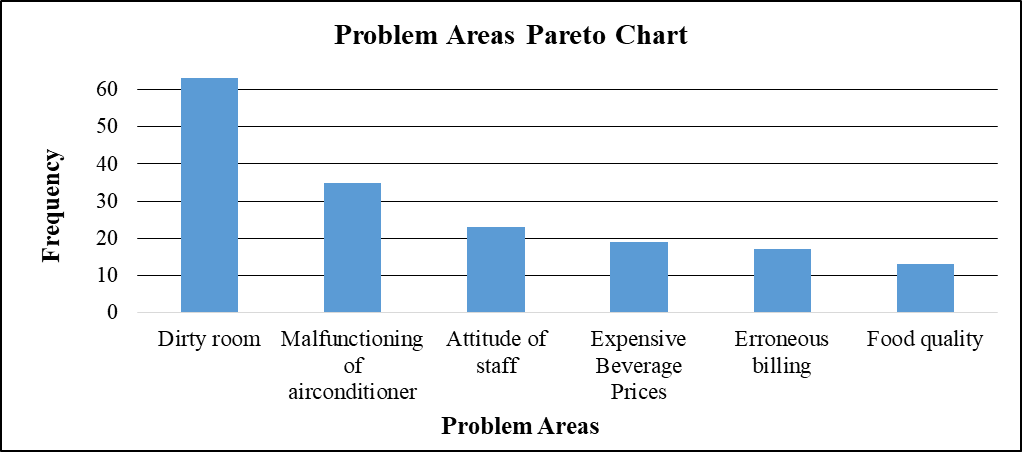 Problem Areas Pareto Chart
Frequency
60
50
40
30
20
10
0
Dirty room
Malfunctioning
of
airconditioner
Attitude of
staff
Expensive
Beverage
Prices
Erroneous
billing
Food quality
Problem Areas